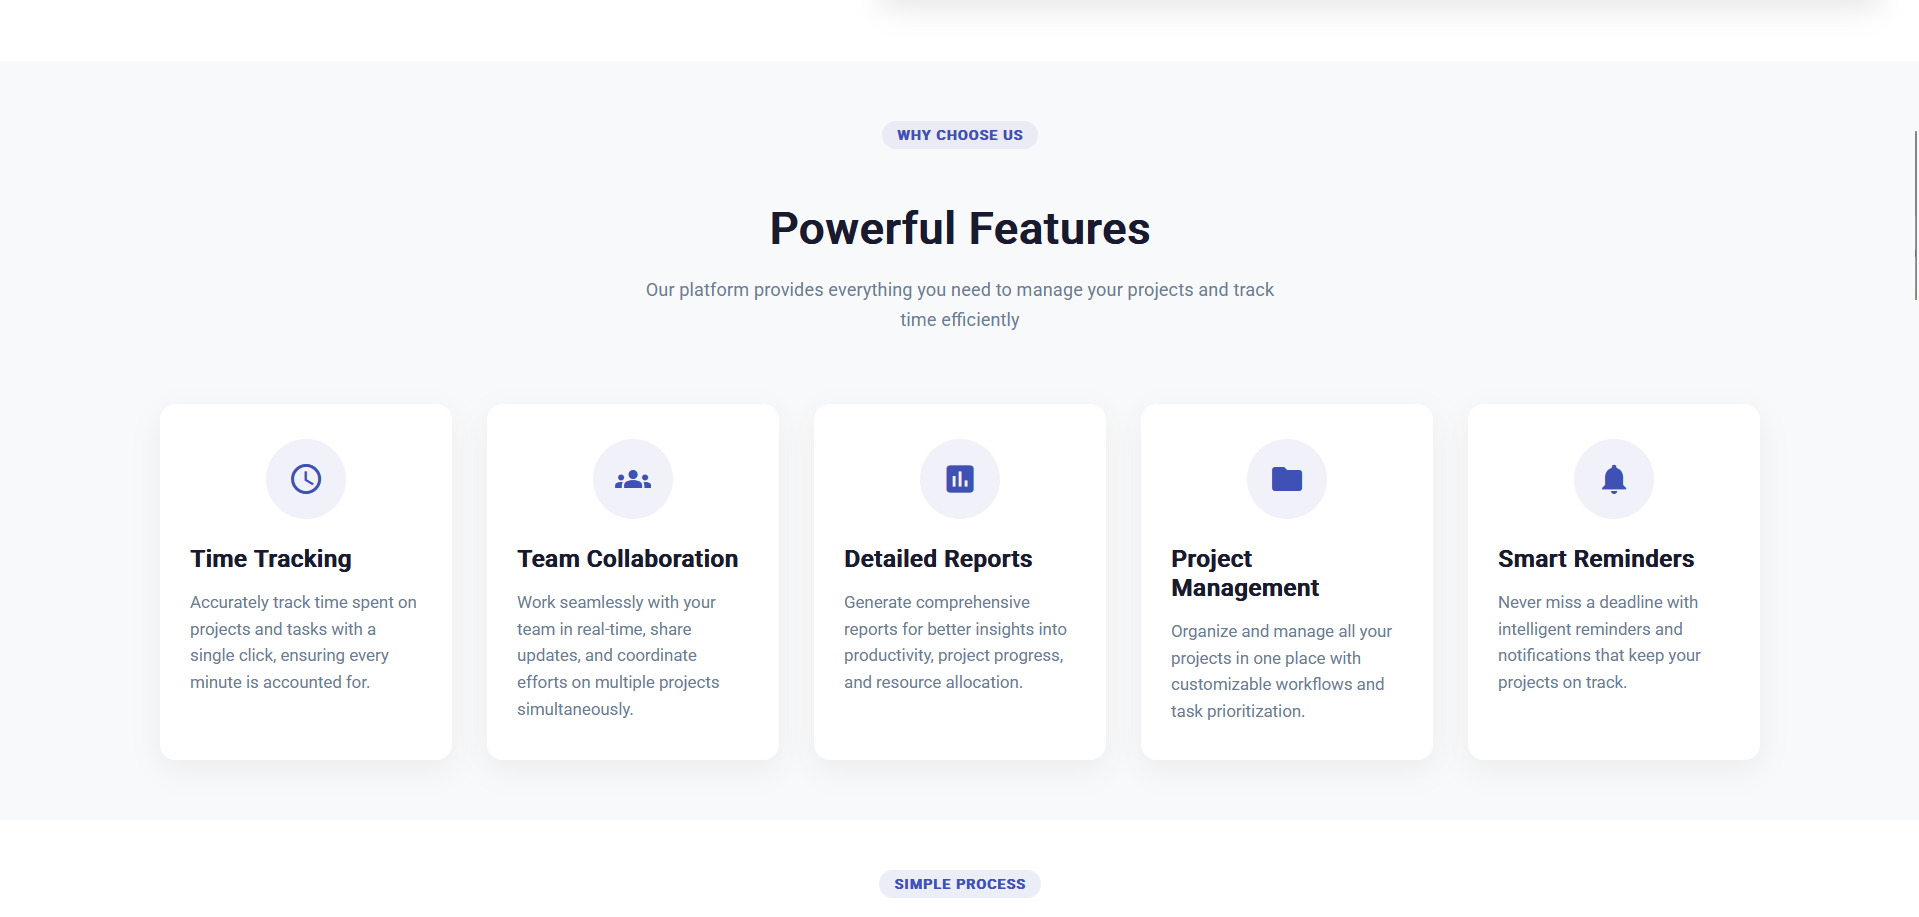 WHY CHOOSE US
Powerful Features
Our platform provides everything you need to manage your projects and track
time efficiently
Time Tracking
Accurately track time spent on
projects and tasks with a
single click, ensuring every
minute is accounted for.
Team Collaboration
Work seamlessly with your
team in real-time, share
updates, and coordinate
efforts on multiple projects
simultaneously.
Detailed Reports
Generate comprehensive
reports for better insights into
productivity, project progress,
and resource allocation.
Project
Management
Organize and manage all your
projects in one place with
customizable workflows and
task prioritization.
Smart Reminders
Never miss a deadline with
intelligent reminders and
notifications that keep your
projects on track.
SIMPLE PROCESS